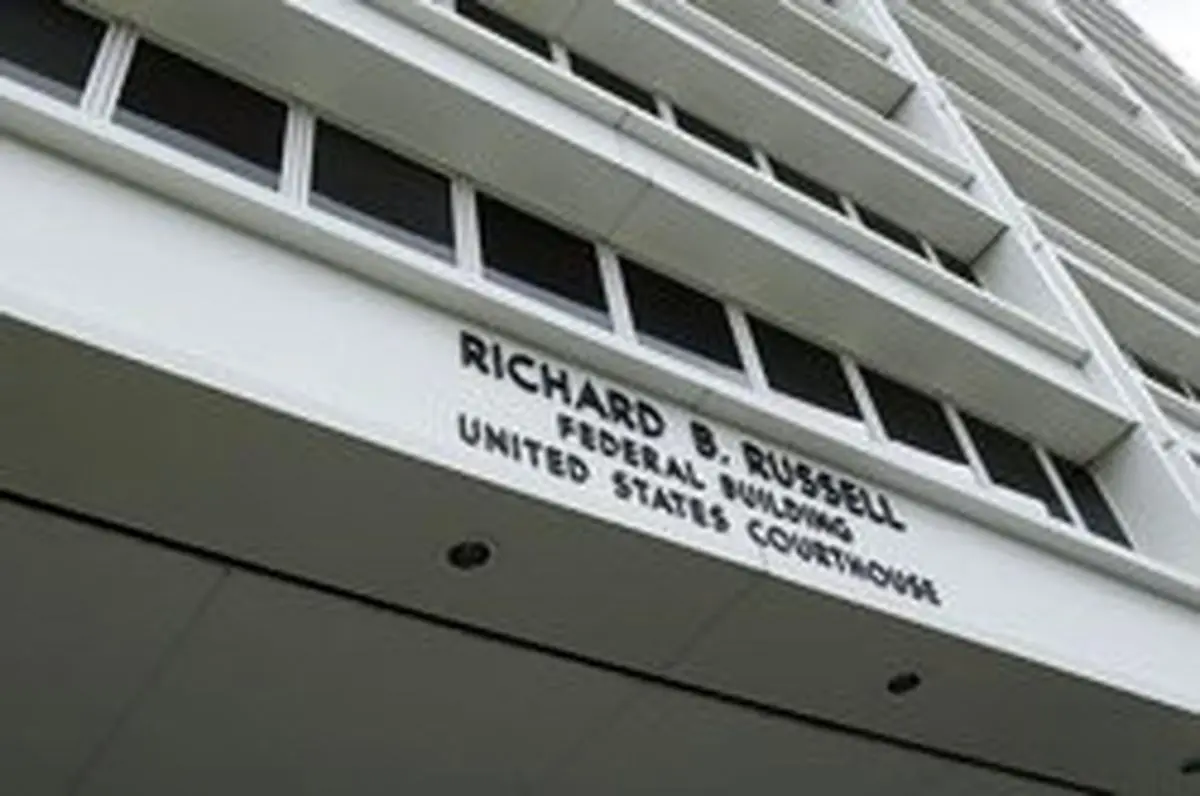 RICHARD B. RUSSELL
FEDERAL BUILDING
UNITED STATES COURTHOUSE